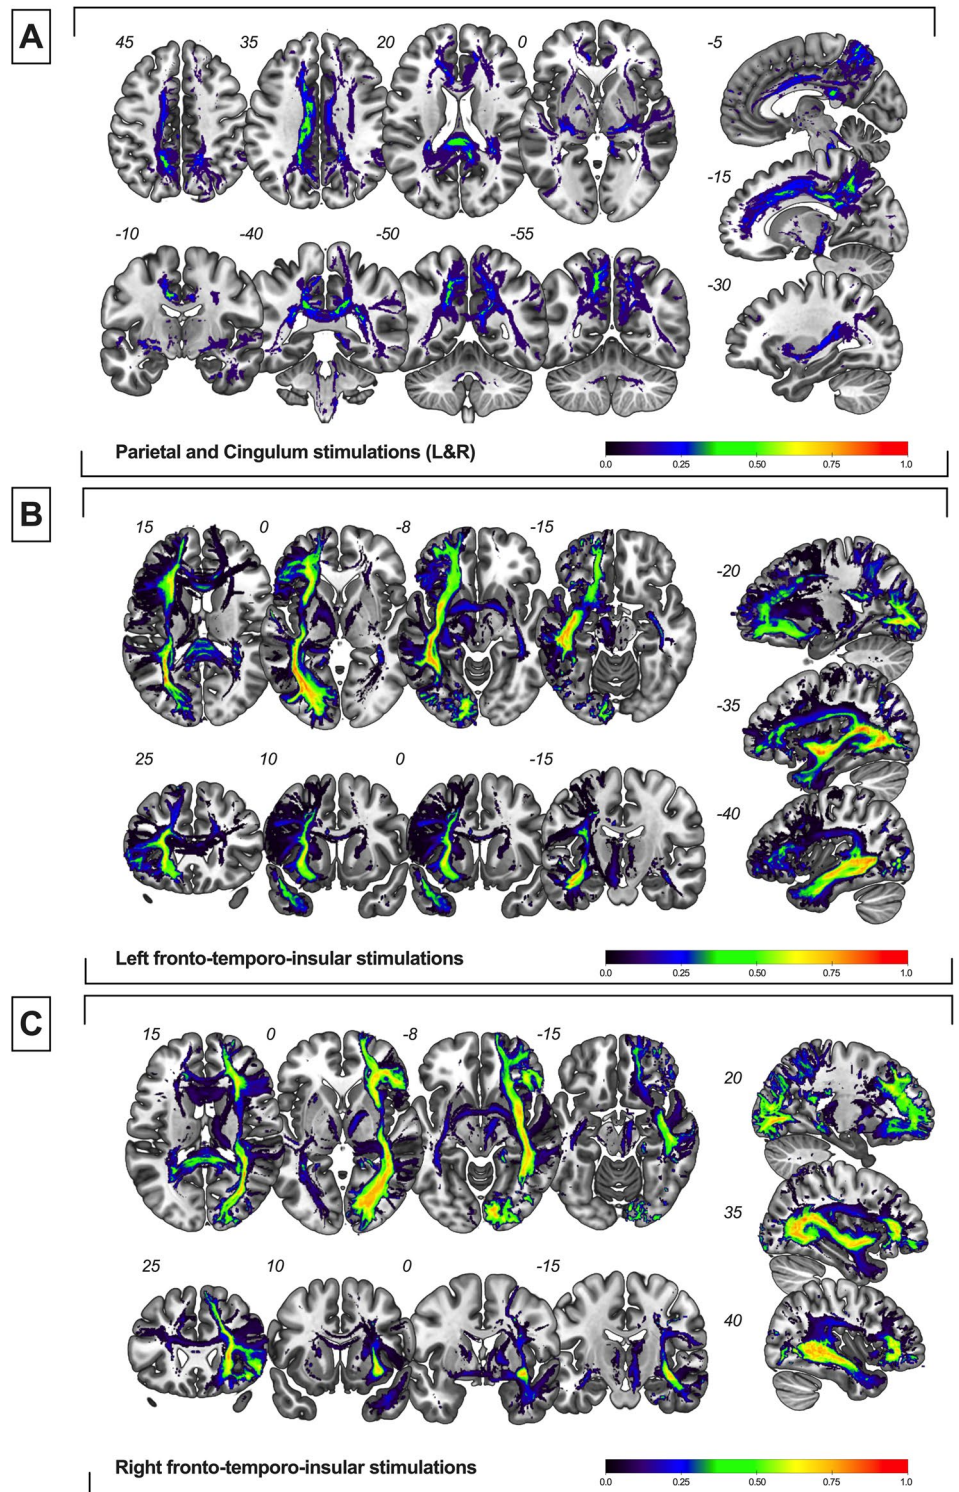 A
45 35 20 0 -5
-15
-10 -40 -50 -55
-30
Parietal and Cingulum stimulations (L&R)
0.0 0.25 0.50 0.75 1.0
B
15 0 -8 -15
-20
-35
25 10 0 -15
-40
Left fronto-temporo-insular stimulations
0.0 0.25 0.50 0.75 1.0
C
15 0 -8 -15
20
35
25 10 0 -15
40
Right fronto-temporo-insular stimulations
0.0 0.25 0.50 0.75 1.0